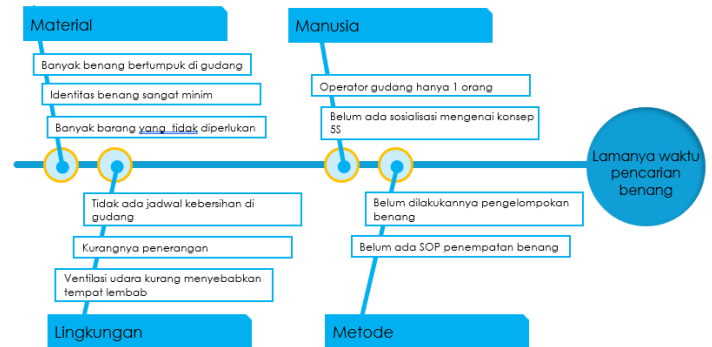 Material
Manusia
Banyak benang bertumpuk di gudang
Identitas benang sangat minim
Banyak barang yang tidak diperlukan
Operator gudang hanya 1 orang
Belum ada sosialisasi mengenai konsep
5S
Lamanya waktu
pencarian
benang
Tidak ada jadwal kebersihan di
gudang
Kurangnya penerangan
Ventilasi udara kurang menyebabkan
tempat lembab
Belum dilakukannya pengelompokan
benang
Belum ada SOP penempatan benang
Lingkungan
Metode